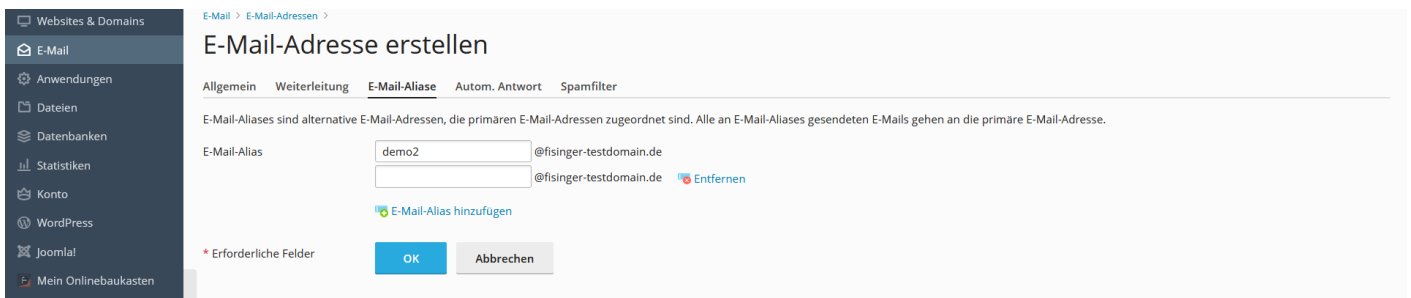 Websites & Domains
E-Mail
Anwendungen
Dateien
Datenbanken
Statistiken
Konto
WordPress
Joomla!
Mein Onlinebaukasten
E-Mail > E-Mail-Adressen >
E-Mail-Adresse erstellen
Allgemein Weiterleitung E-Mail-Aliase Autom. Antwort Spamfilter
E-Mail-Aliases sind alternative E-Mail-Adressen, die primären E-Mail-Adressen zugeordnet sind. Alle an E-Mail-Aliases gesendeten E-Mails gehen an die primäre E-Mail-Adresse.
E-Mail-Alias demo2 @fisinger-testdomain.de
@fisinger-testdomain.de Entfernen
E-Mail-Alias hinzufügen
* Erforderliche Felder OK Abbrechen